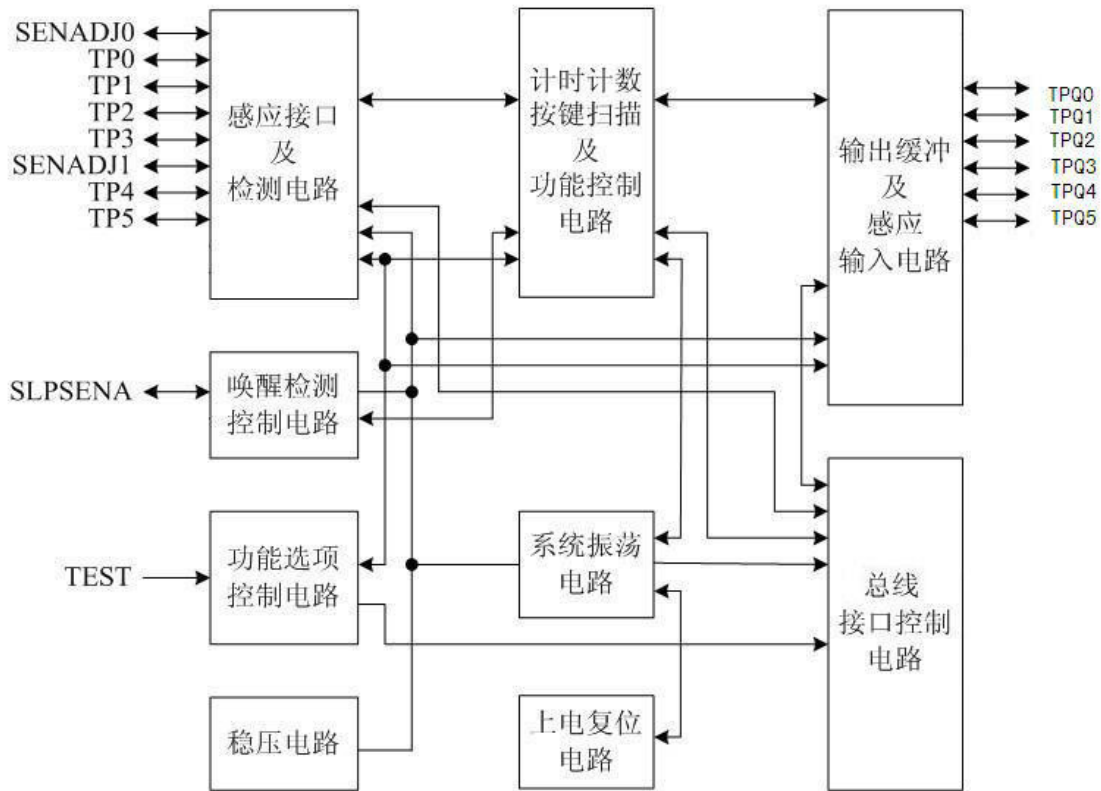 SENADJ0
TP0
TP1
TP2
TP3
SENADJ1
TP4
TP5
感应接口
及
检测电路
计时计数
按键扫描
及
功能控制
电路
输出缓冲
及
感应
输入电路
TPQ0
TPQ1
TPQ2
TPQ3
TPQ4
TPQ5
SLPSENA
唤醒检测
控制电路
TEST
功能选项
控制电路
系统振荡
电路
总线
接口控制
电路
稳压电路
上电复位
电路